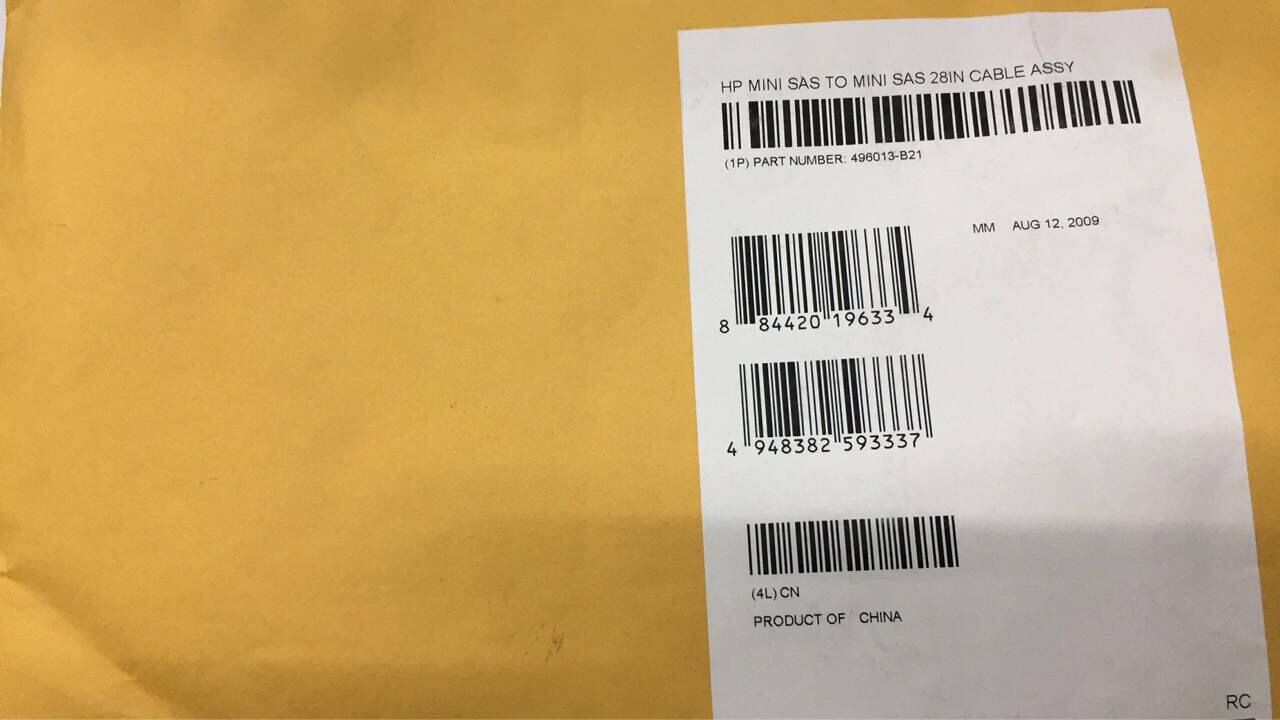 HP MINI SAS TO MINI SAS 28IN CABLE ASSY
(1P) PART NUMBER: 496013-B21
MM AUG 12, 2009
8 84420 19633 4
4 948382 593337
(4L) CN
PRODUCT OF CHINA
RC